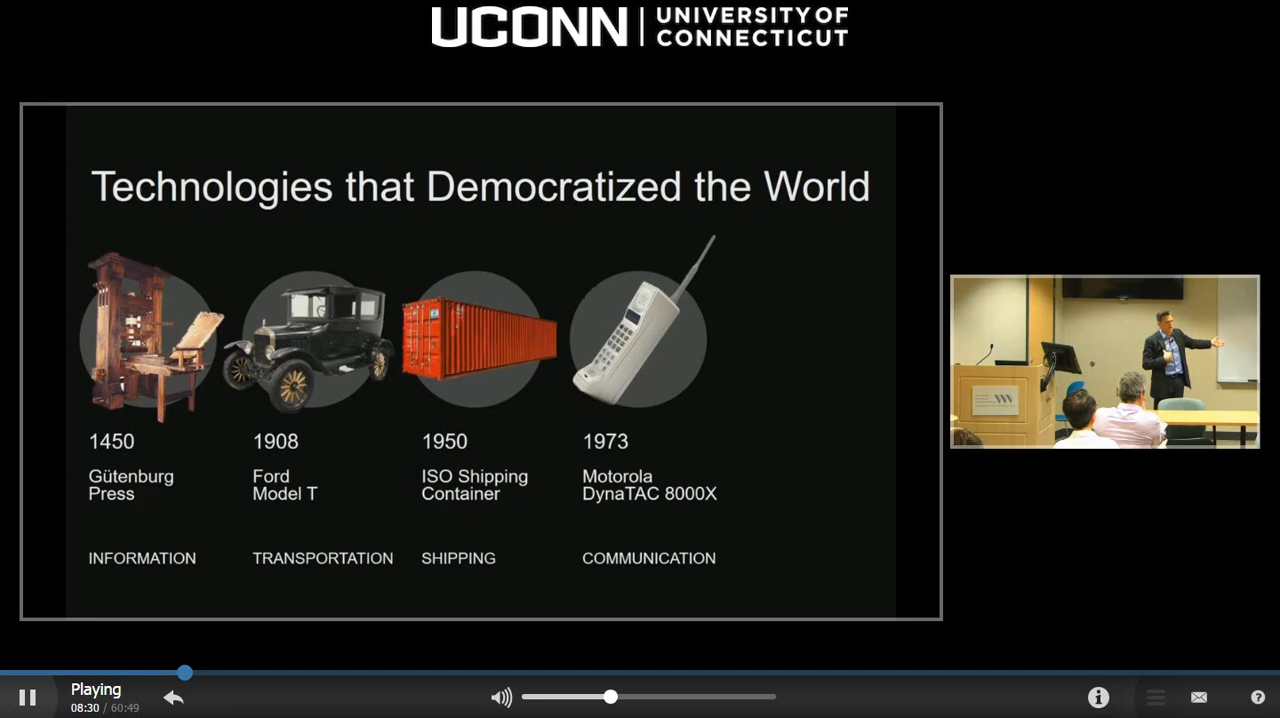 UCONN | UNIVERSITY OF
CONNECTICUT
Technologies that Democratized the World
1450
Gütenburg
Press
INFORMATION
1908
Ford
Model T
TRANSPORTATION
1950
ISO Shipping
Container
SHIPPING
1973
Motorola
DynaTAC 8000X
COMMUNICATION
Playing
08:30 / 60:49